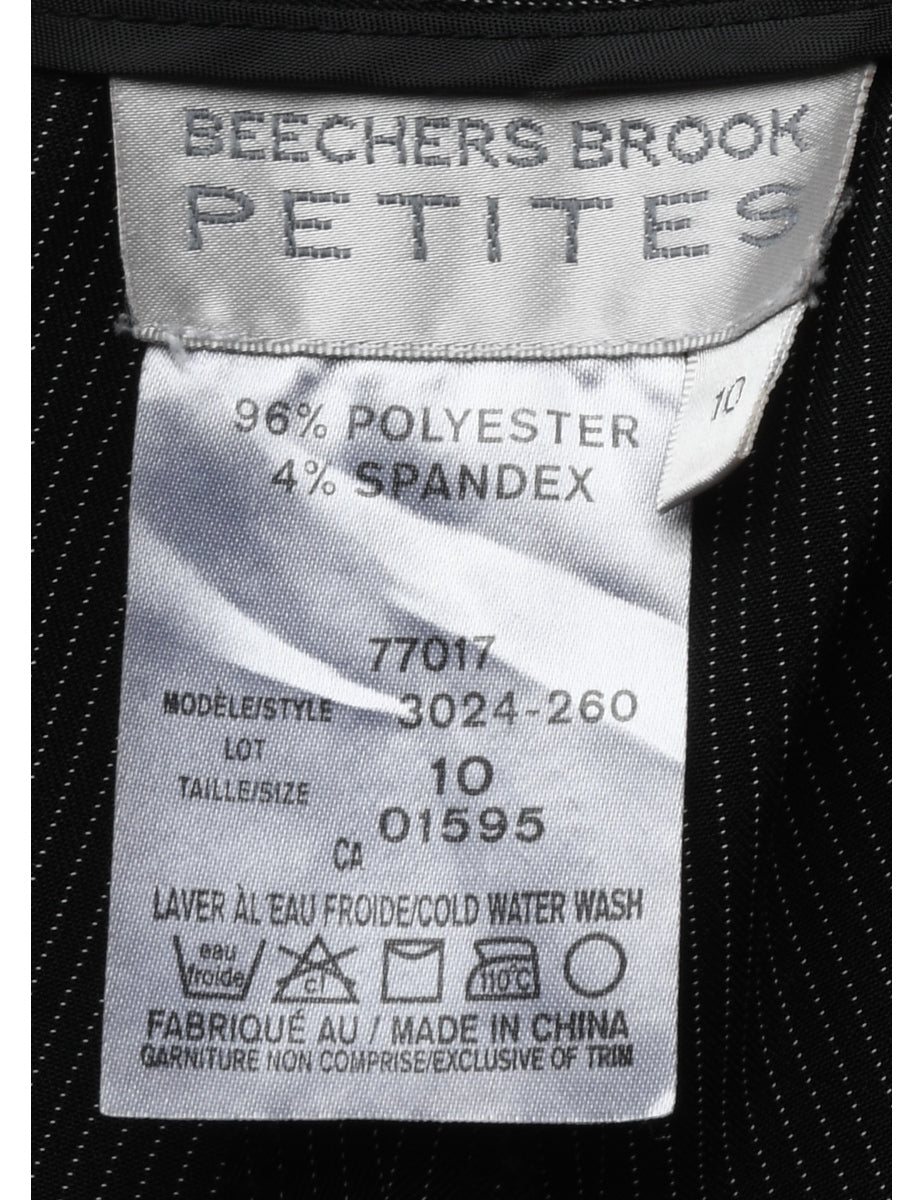 BEECHERS BROOK
PETITES
10
96% POLYESTER
4% SPANDEX
77017
MODÈLE/STYLE 3024-260
LOT
TAILLE/SIZE 10
CA 01595
LAVER ÀL'EAU FROIDE/COLD WATER WASH
eau froide cl 110°C
FABRIQUÉ AU / MADE IN CHINA
GARNITURE NON COMPRISE/EXCLUSIVE OF TRIM